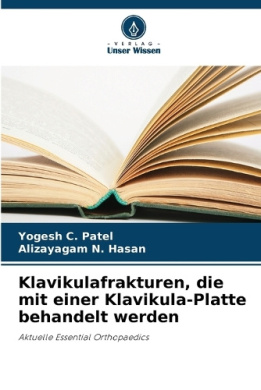 - VERLAG -
Unser Wissen
Yogesh C. Patel
Alizayagam N. Hasan
Klavikulafrakturen, die
mit einer Klavikula-Platte
behandelt werden
Aktuelle Essential Orthopaedics